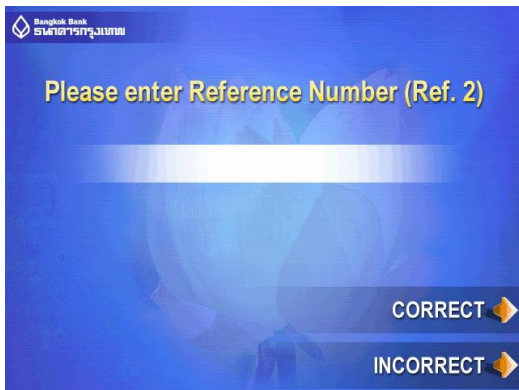 Bangkok Bank
ธนาคารกรุงเทพ
Please enter Reference Number (Ref. 2)
CORRECT
INCORRECT